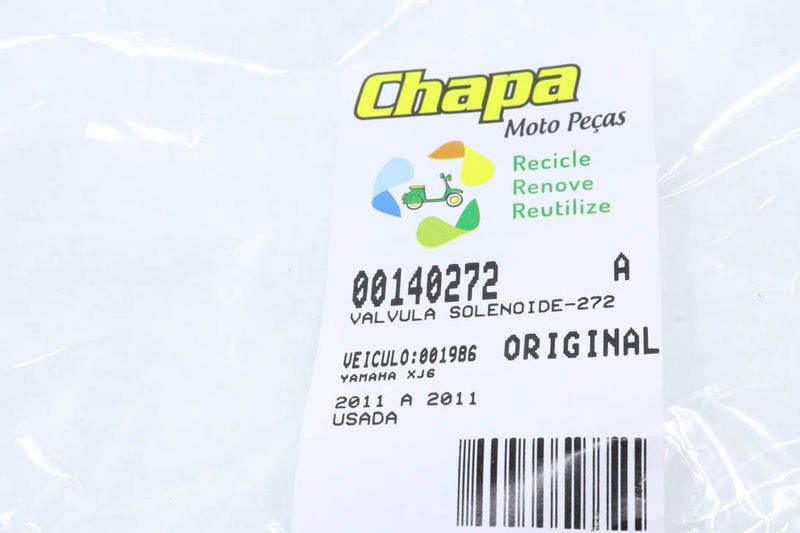 Chapa
Moto Peças
Recicle
Renove
Reutilize
00140272 A
VALVULA SOLENOIDE-272
VEICULO:001986 ORIGINAL
YAMAHA XJ6
2011 A 2011
USADA